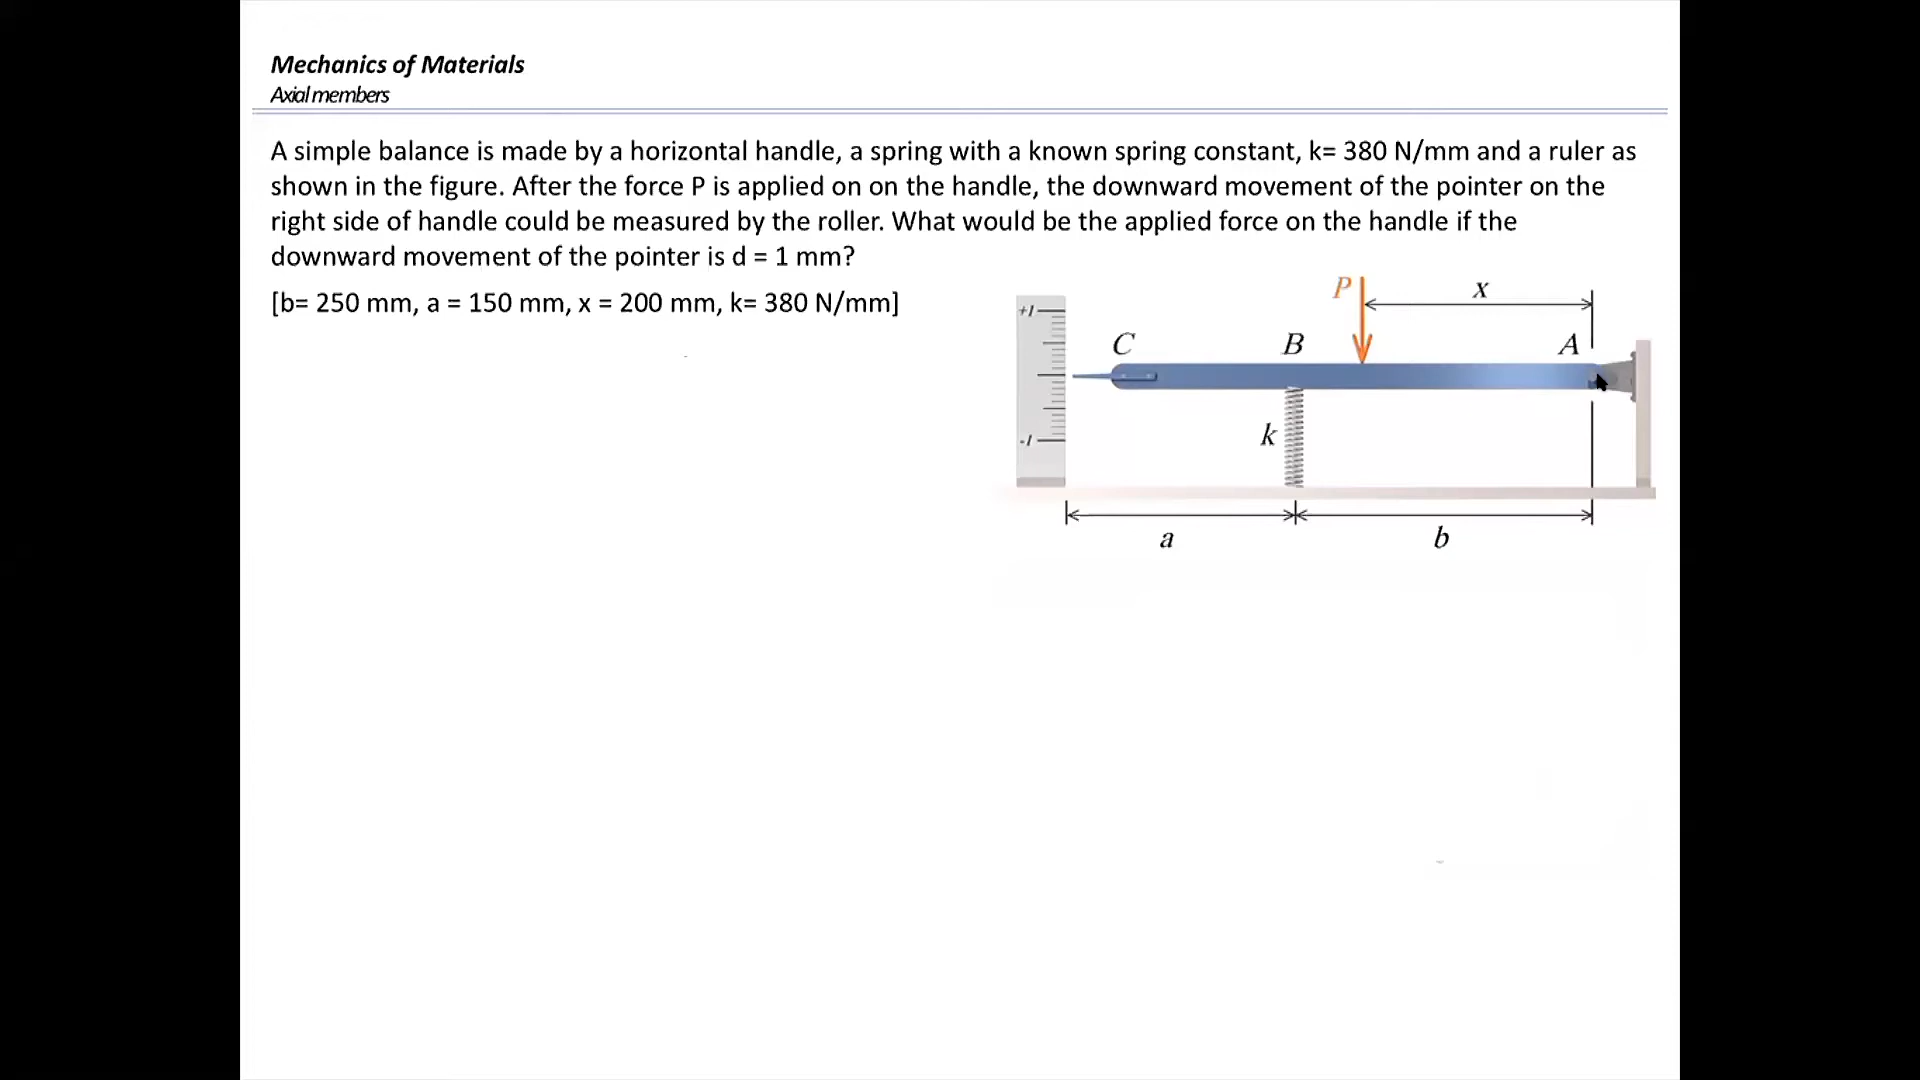 Mechanics of Materials
Axial members
A simple balance is made by a horizontal handle, a spring with a known spring constant, k= 380 N/mm and a ruler as
shown in the figure. After the force P is applied on on the handle, the downward movement of the pointer on the
right side of handle could be measured by the roller. What would be the applied force on the handle if the
downward movement of the pointer is d = 1 mm?
[b= 250 mm, a = 150 mm, x = 200 mm, k= 380 N/mm]
P
x
+1
C
B
A
k
-1
a
b